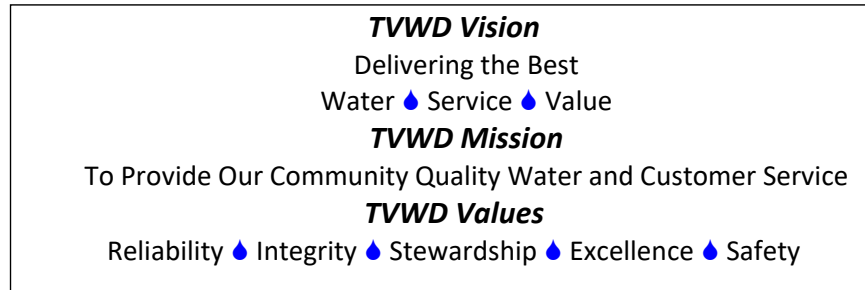 TVWD Vision
Delivering the Best
Water 💧 Service 💧 Value
TVWD Mission
To Provide Our Community Quality Water and Customer Service
TVWD Values
Reliability 💧 Integrity 💧 Stewardship 💧 Excellence 💧 Safety